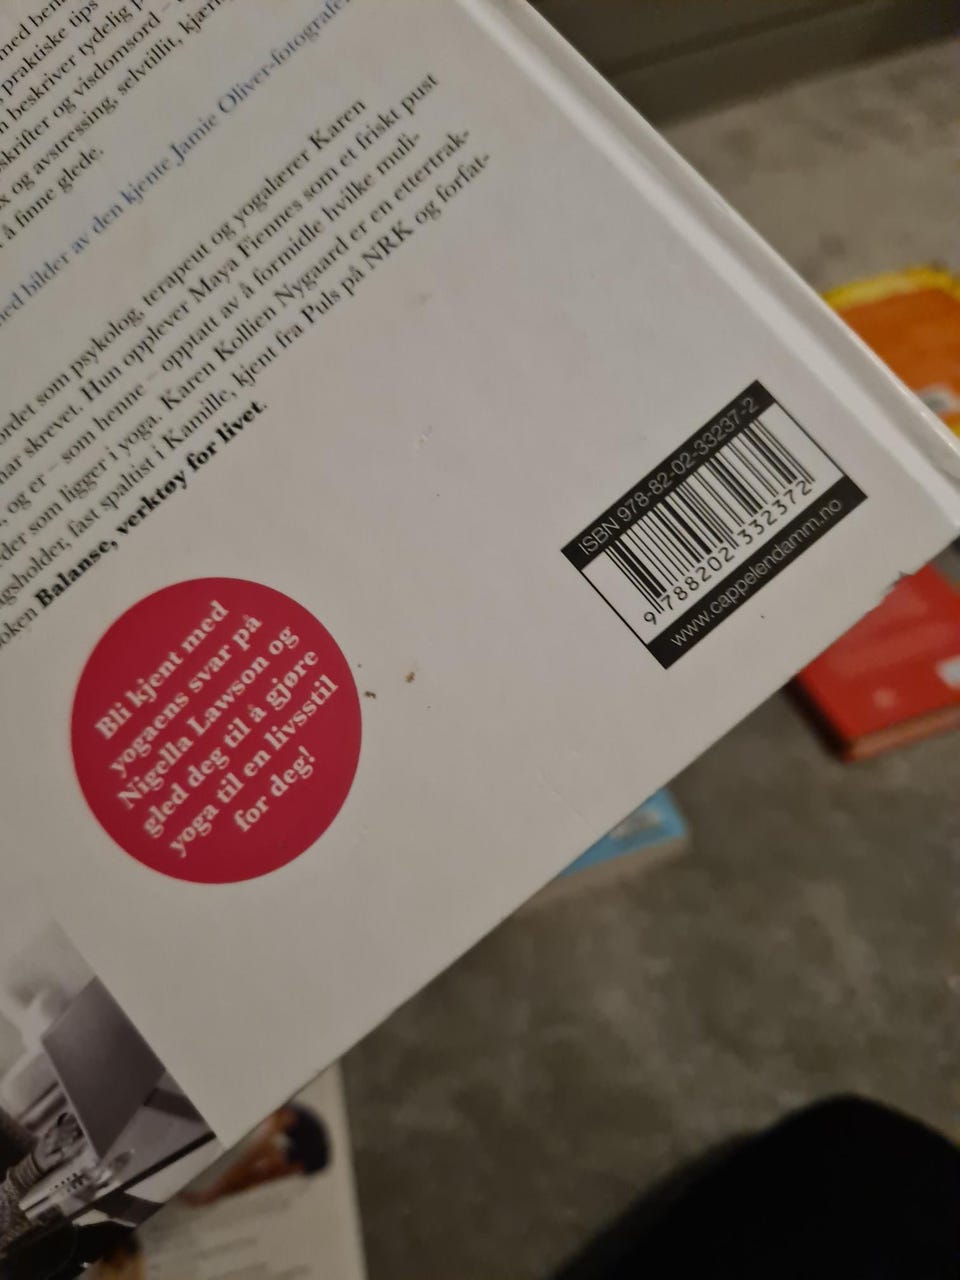 med
praktiske tips
beskriver tydelig
skrifter og visdomsord –
og avstressing, selvtillit,
å finne glede.
med bilder av den kjente Jamie Oliver-fotografe
ordet som psykolog, terapeut og yogalærer Karen
har skrevet. Hun opplever Maya Fiennes som et friskt pust
, og er – som henne – opptatt av å formidle hvilke muli-
der som ligger i yoga. Karen Kollien Nygaard er en ettertrak-
gsholder, fast spaltist i Kamille, kjent fra Puls på NRK og forfat-
oken Balanse, verktøy for livet.
Bli kjent med
yogaens svar på
Nigella Lawson og
gled deg til å gjøre
yoga til en livsstil
for deg!
ISBN 978-82-02-33237-2
9 788202 332372
www.cappelendamm.no